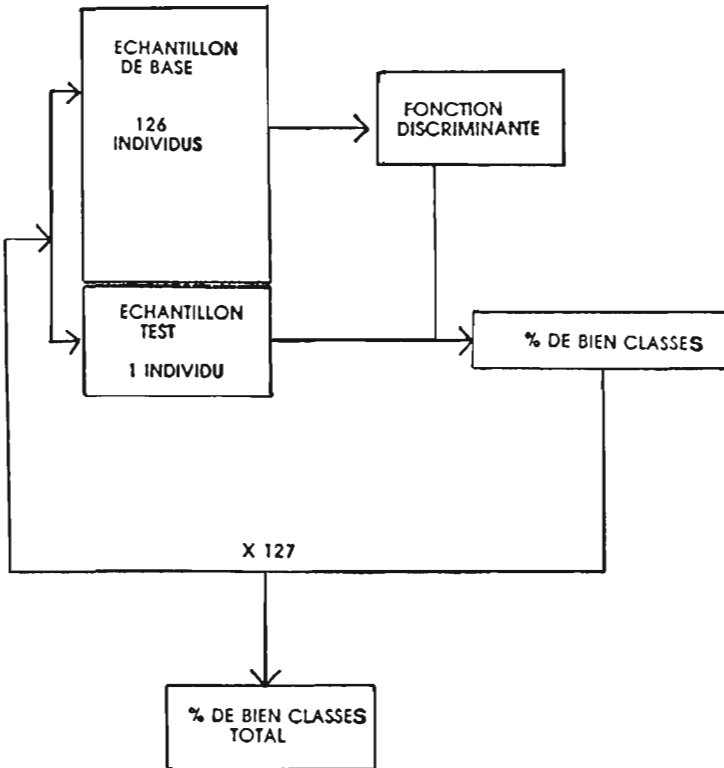 ECHANTILLON
DE BASE
126
INDIVIDUS
FONCTION
DISCRIMINANTE
ECHANTILLON
TEST
1 INDIVIDU
% DE BIEN CLASSES
X 127
% DE BIEN CLASSES
TOTAL